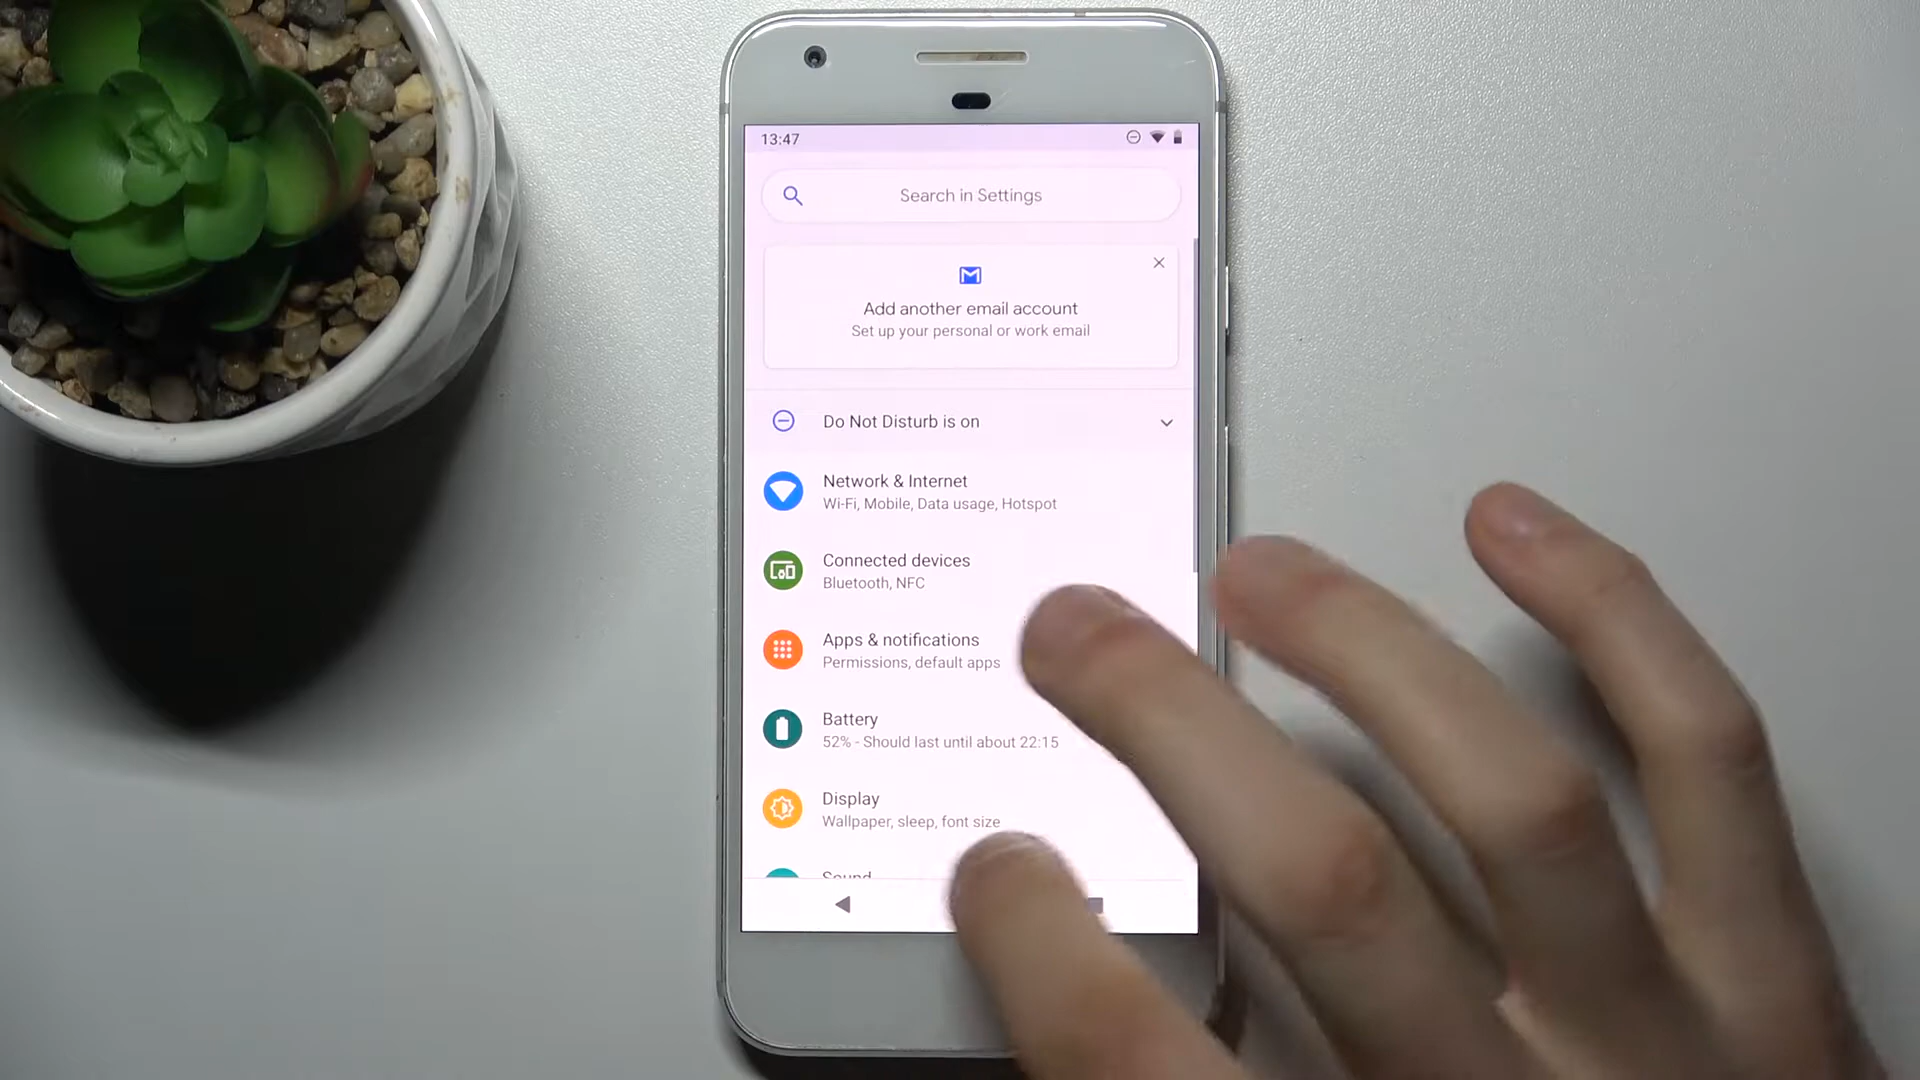 13:47
Search in Settings
Add another email account
Set up your personal or work email
Do Not Disturb is on
Network & Internet
Wi-Fi, Mobile, Data usage, Hotspot
Connected devices
Bluetooth, NFC
Apps & notifications
Permissions, default apps
Battery
52% - Should last until about 22:15
Display
Wallpaper, sleep, font size
Sound